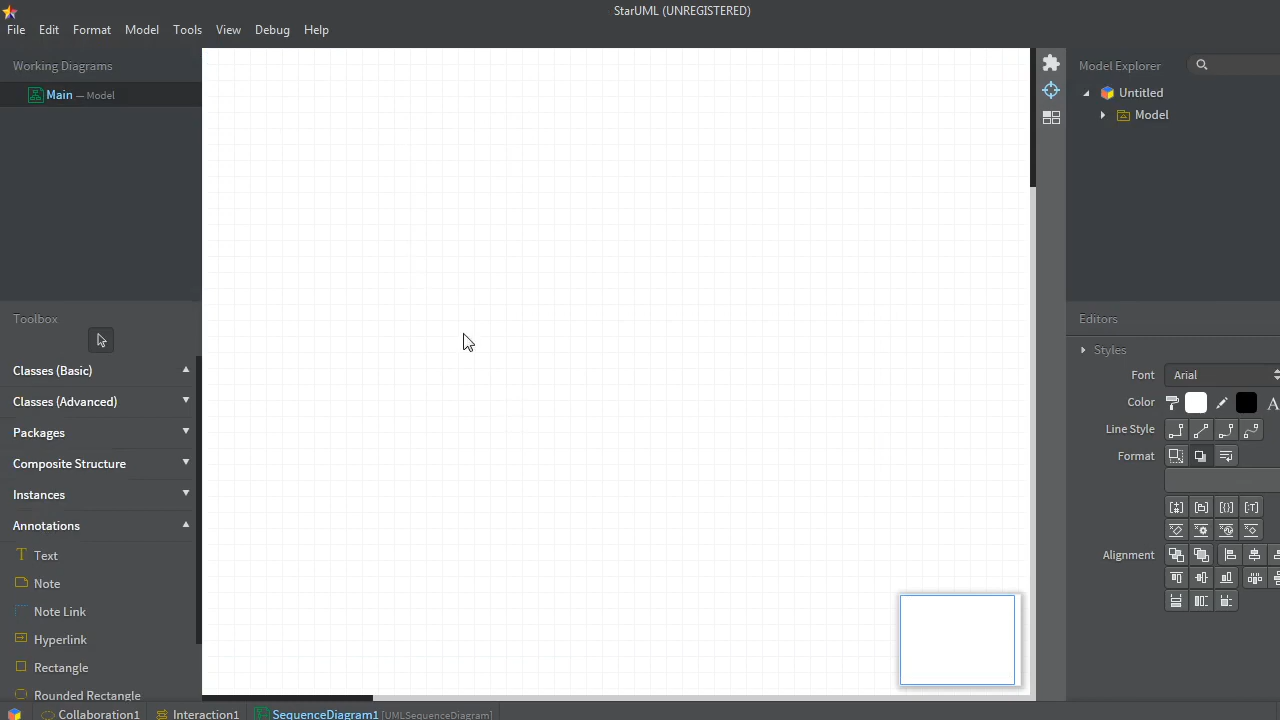 StarUML (UNREGISTERED)
File Edit Format Model Tools View Debug Help
Working Diagrams
Main — Model
Toolbox
Classes (Basic)
Classes (Advanced)
Packages
Composite Structure
Instances
Annotations
Text
Note
Note Link
Hyperlink
Rectangle
Rounded Rectangle
Model Explorer
Untitled
Model
Editors
Styles
Font Arial
Color
Line Style
Format
Alignment
Collaboration1 Interaction1 SequenceDiagram1 [UMLSequenceDiagram]